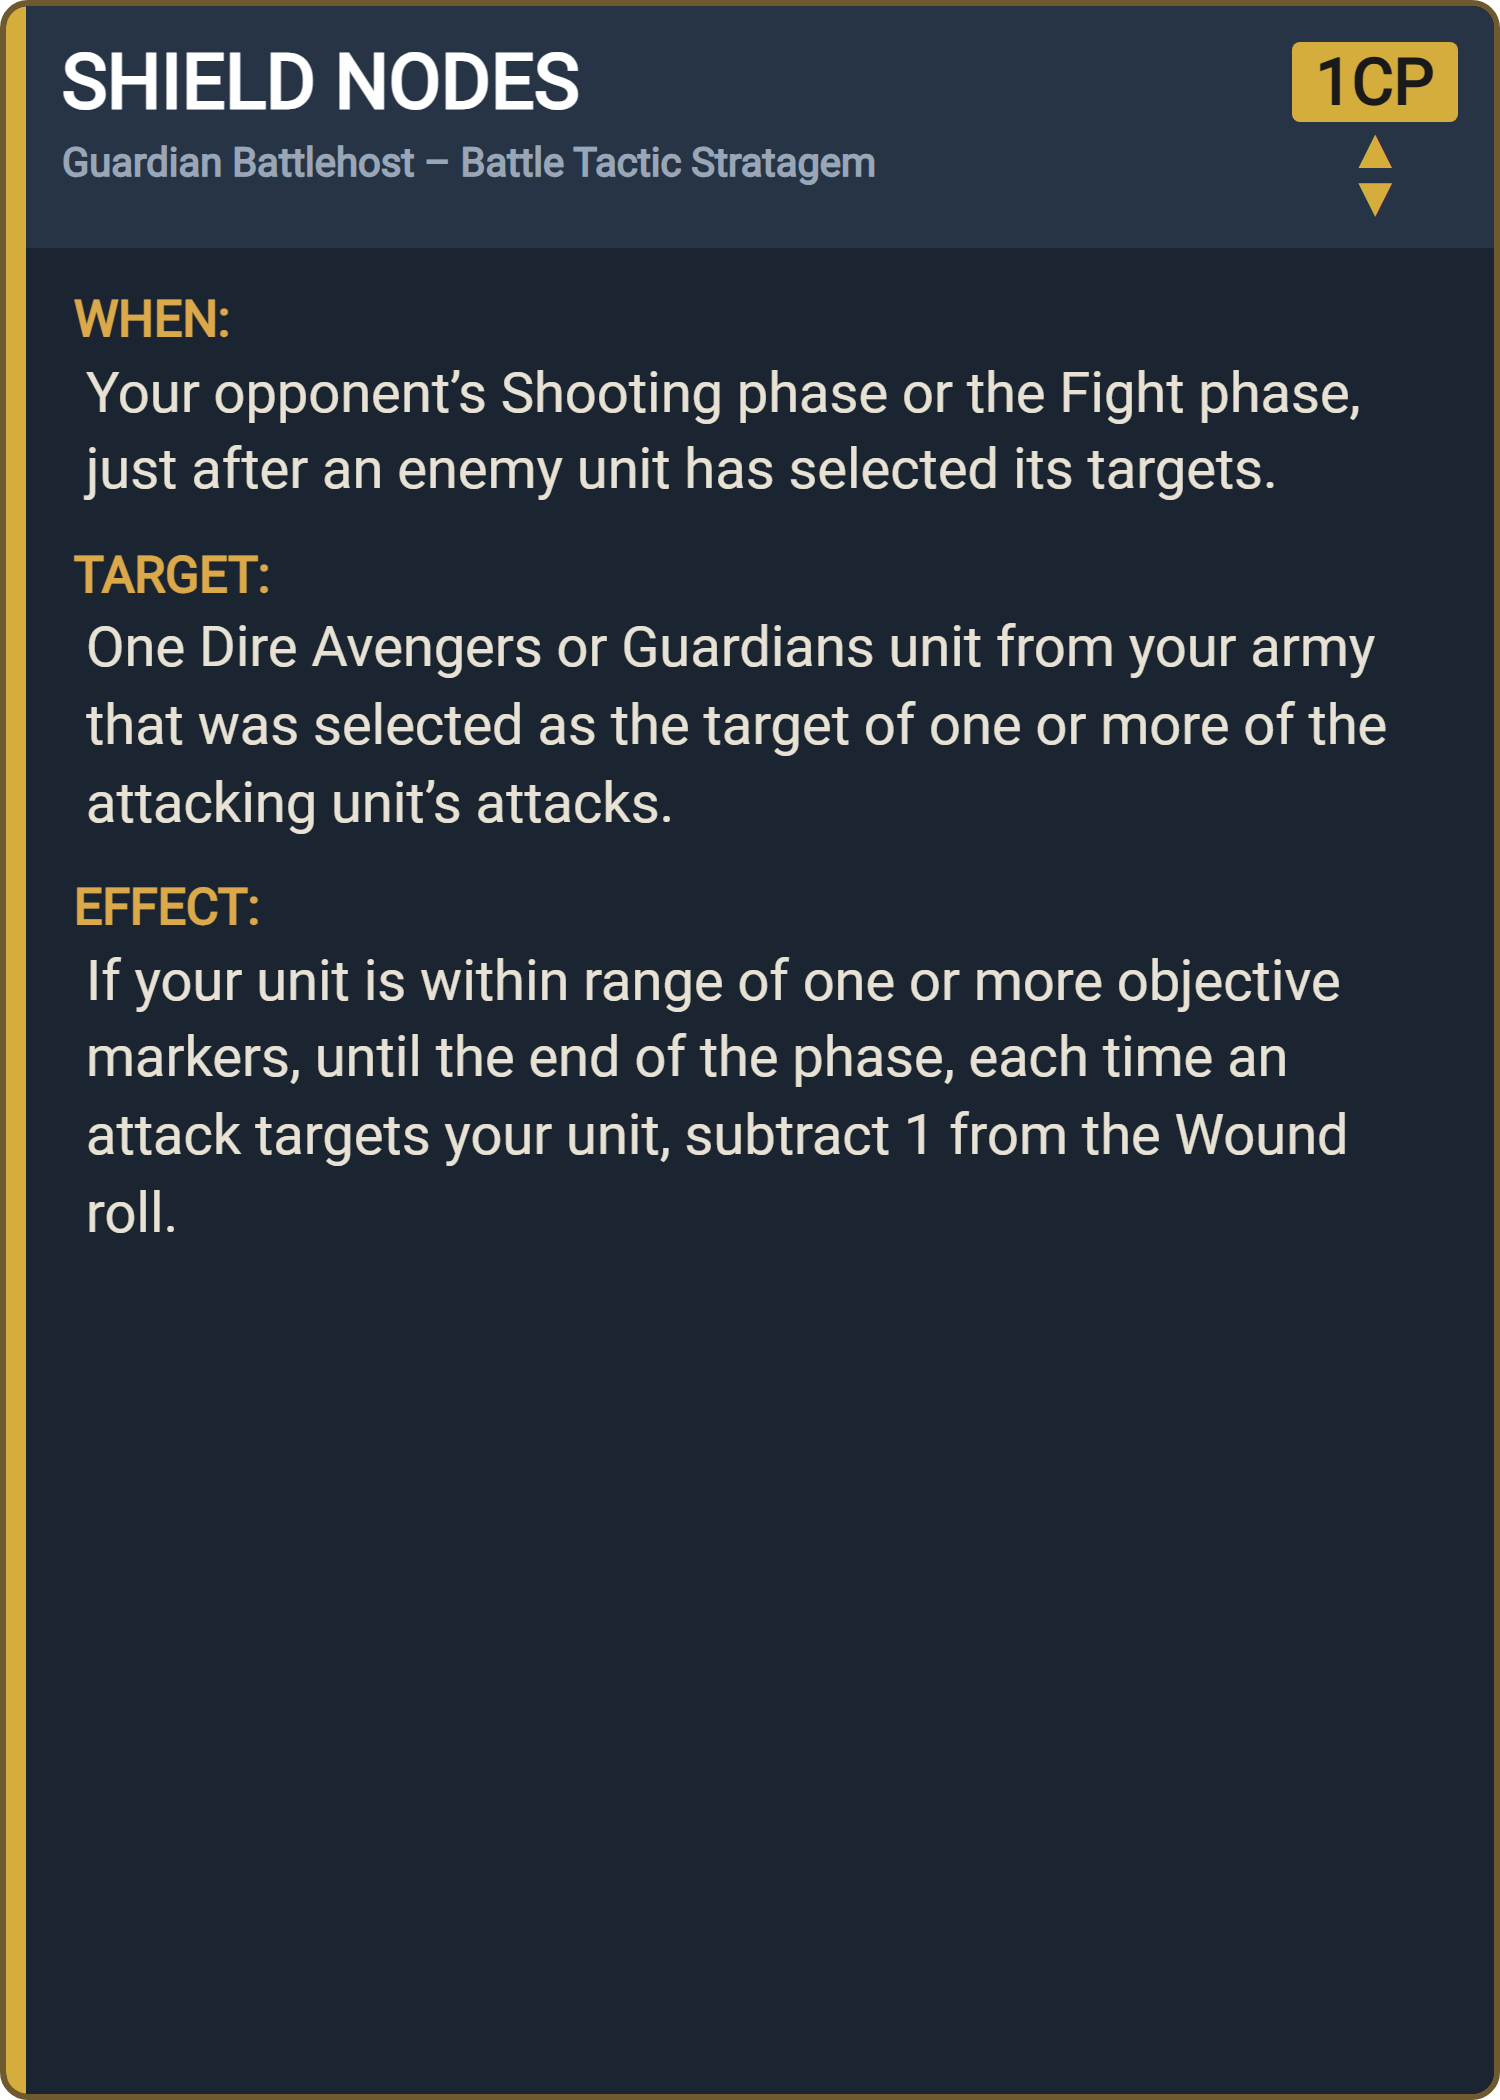 SHIELD NODES
1CP
Guardian Battlehost – Battle Tactic Stratagem
▲
▼
WHEN:
Your opponent’s Shooting phase or the Fight phase,
just after an enemy unit has selected its targets.
TARGET:
One Dire Avengers or Guardians unit from your army
that was selected as the target of one or more of the
attacking unit’s attacks.
EFFECT:
If your unit is within range of one or more objective
markers, until the end of the phase, each time an
attack targets your unit, subtract 1 from the Wound
roll.